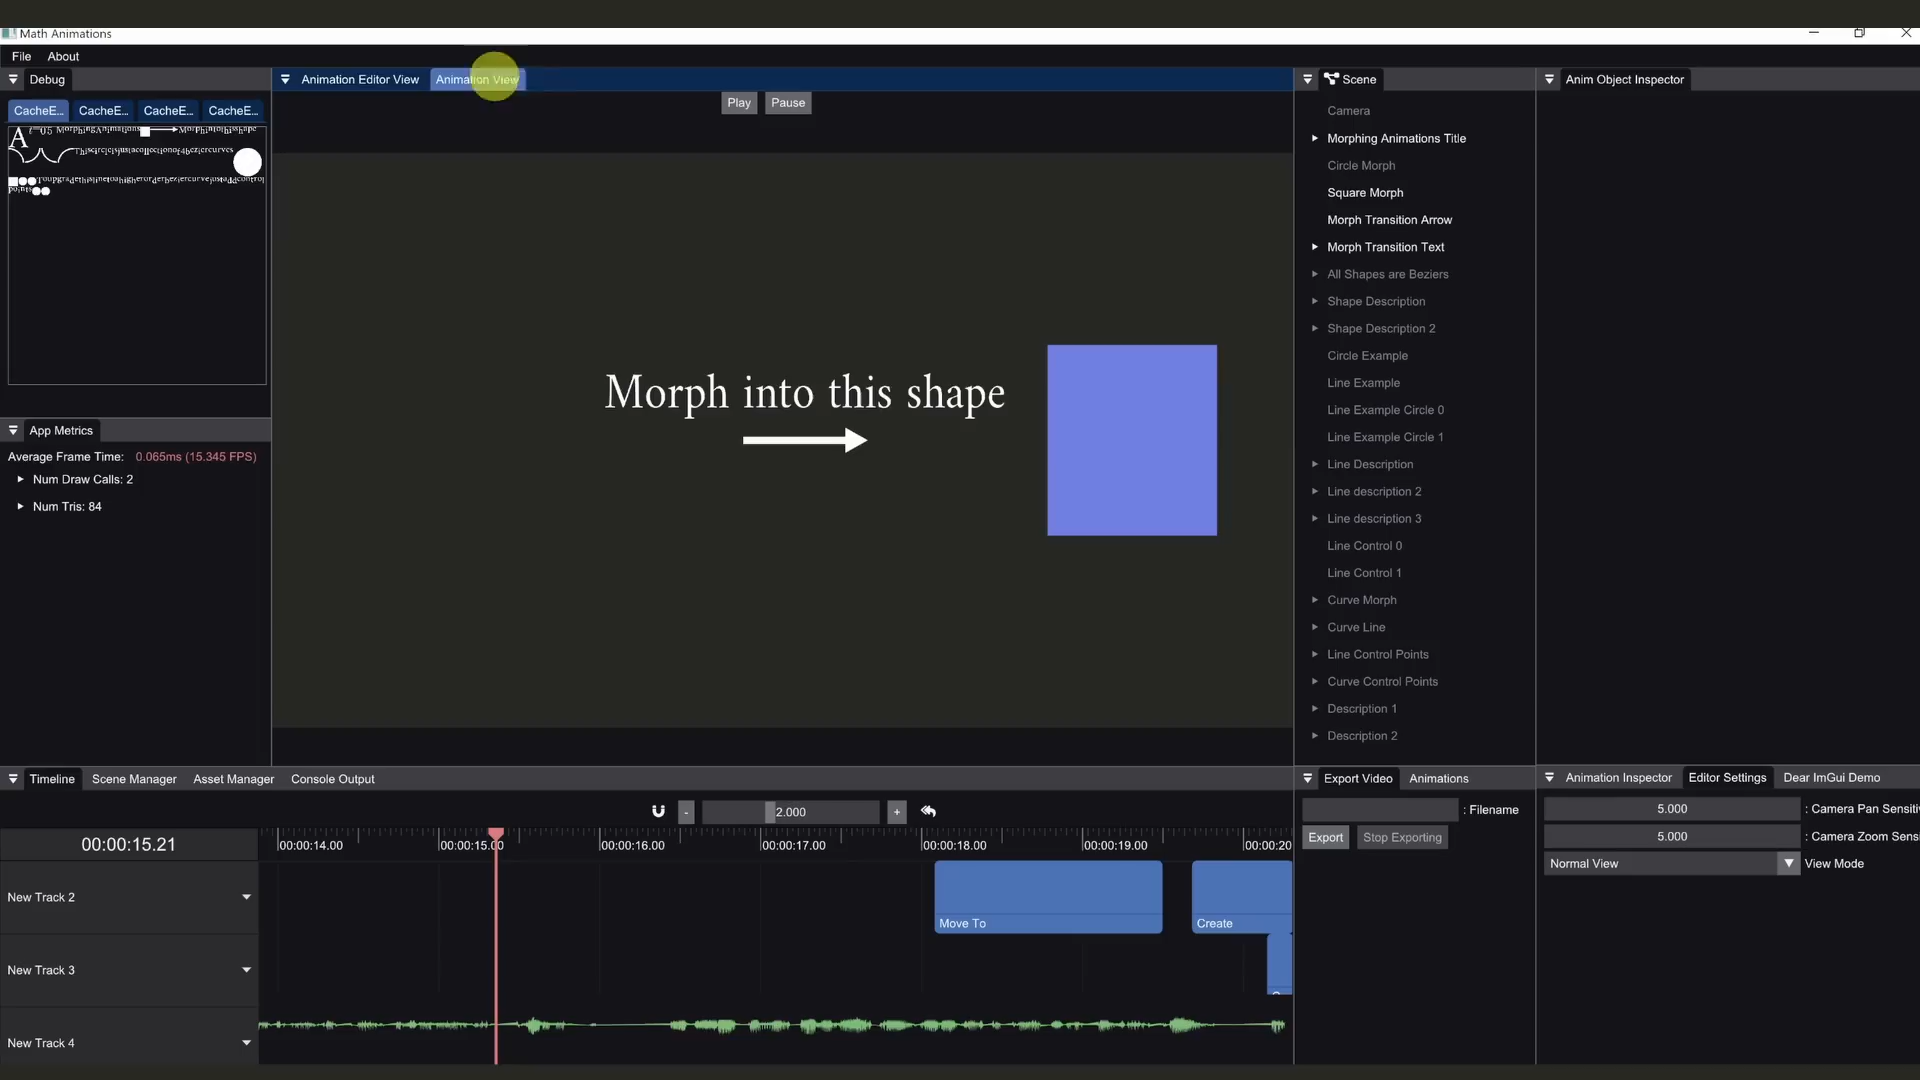 Math Animations
File About
Debug
CacheE... CacheE... CacheE... CacheE...
App Metrics
Average Frame Time: 0.065ms (15.345 FPS)
Num Draw Calls: 2
Num Tris: 84
Animation Editor View Animation View
Play Pause
Morph into this shape
Scene
Camera
Morphing Animations Title
Circle Morph
Square Morph
Morph Transition Arrow
Morph Transition Text
All Shapes are Beziers
Shape Description
Shape Description 2
Circle Example
Line Example
Line Example Circle 0
Line Example Circle 1
Line Description
Line description 2
Line description 3
Line Control 0
Line Control 1
Curve Morph
Curve Line
Line Control Points
Curve Control Points
Description 1
Description 2
Anim Object Inspector
Timeline Scene Manager Asset Manager Console Output
- 2.000 +
00:00:15.21
00:00:14.00 00:00:15.00 00:00:16.00 00:00:17.00 00:00:18.00 00:00:19.00 00:00:20
New Track 2
Move To Create
New Track 3
New Track 4
Export Video Animations
: Filename
Export Stop Exporting
Animation Inspector Editor Settings Dear ImGui Demo
5.000 : Camera Pan Sensitiv
5.000 : Camera Zoom Sensi
Normal View View Mode